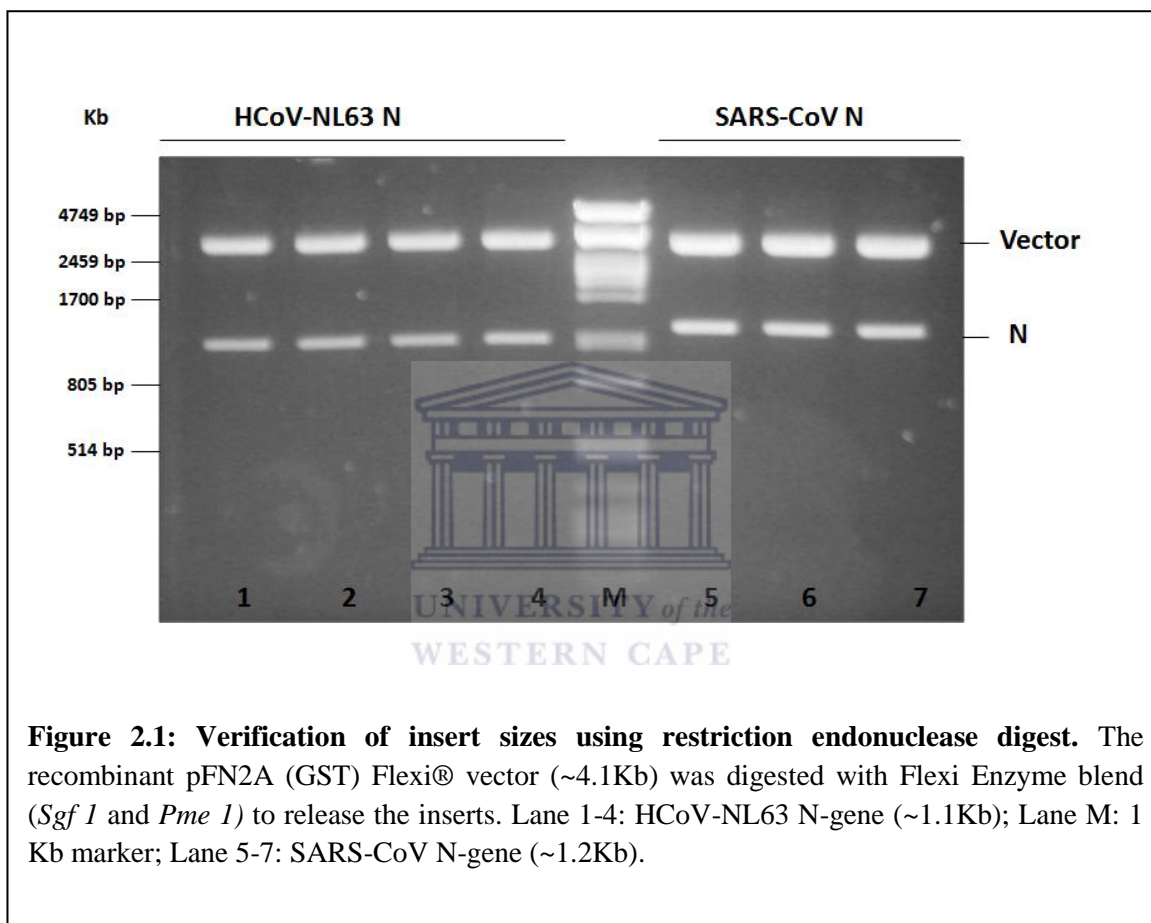 Kb HCoV-NL63 N SARS-CoV N
4749 bp
Vector
2459 bp
1700 bp
N
805 bp
514 bp
1 2 3 4 M 5 6 7
UNIVERSITY of the
WESTERN CAPE
Figure 2.1: Verification of insert sizes using restriction endonuclease digest. The
recombinant pFN2A (GST) Flexi® vector (~4.1Kb) was digested with Flexi Enzyme blend
(Sgf 1 and Pme 1) to release the inserts. Lane 1-4: HCoV-NL63 N-gene (~1.1Kb); Lane M: 1
Kb marker; Lane 5-7: SARS-CoV N-gene (~1.2Kb).